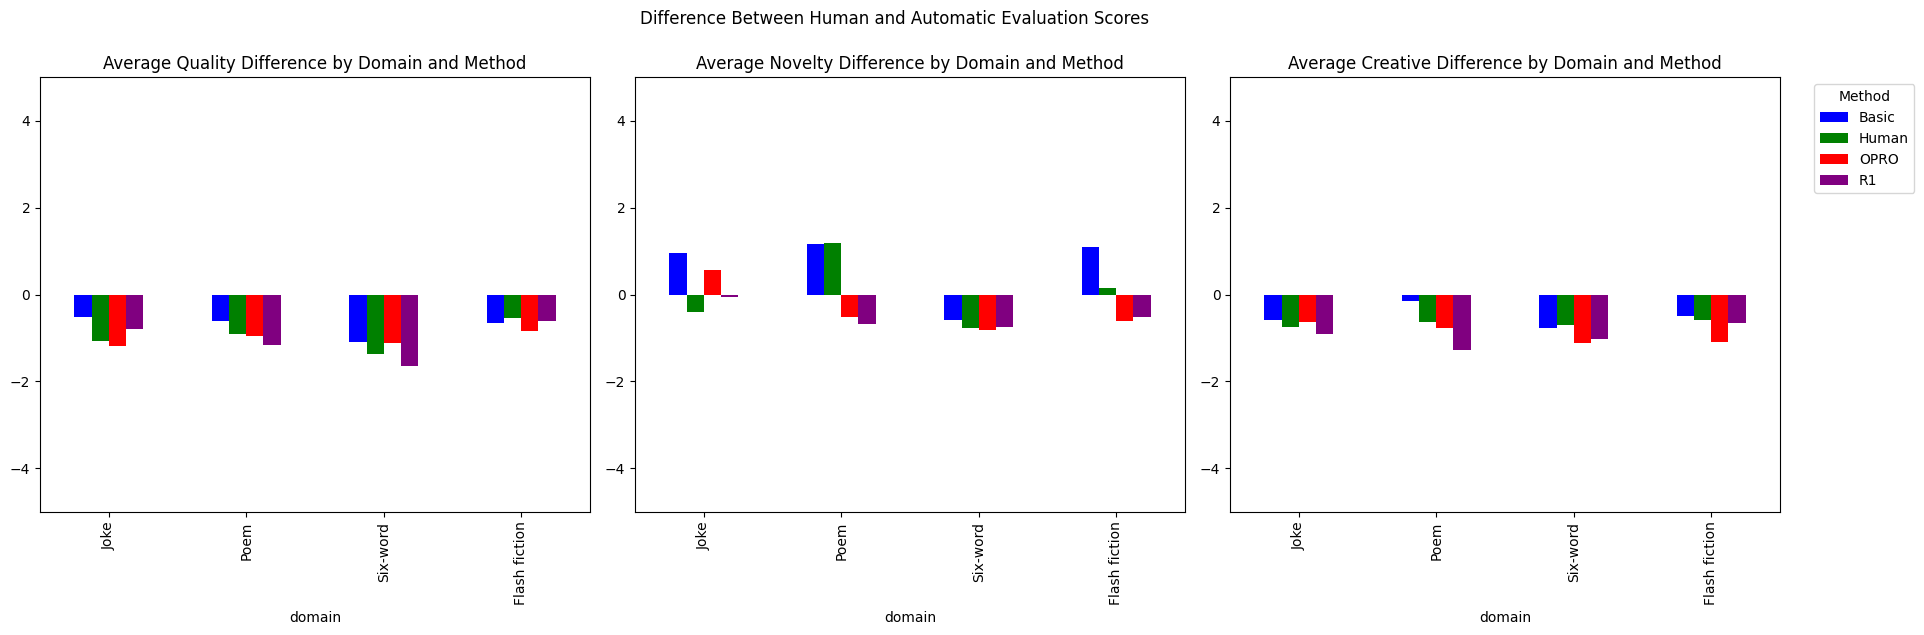 Difference Between Human and Automatic Evaluation Scores
Average Quality Difference by Domain and Method
4
2
0
−2
−4
Joke
Poem
Six-word
Flash fiction
domain
Average Novelty Difference by Domain and Method
4
2
0
−2
−4
Joke
Poem
Six-word
Flash fiction
domain
Average Creative Difference by Domain and Method
4
2
0
−2
−4
Joke
Poem
Six-word
Flash fiction
domain
Method
Basic
Human
OPRO
R1